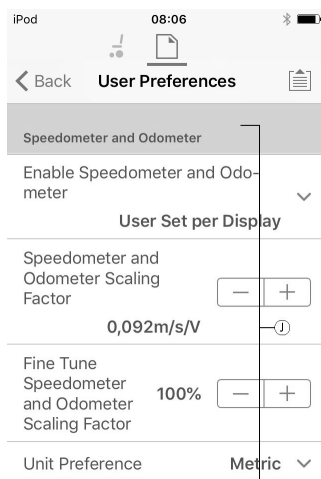 iPod 08:06
Back User Preferences
Speedometer and Odometer
Enable Speedometer and Odo-
meter
User Set per Display
Speedometer and
Odometer Scaling
Factor
— +
0,092m/s/V
J
Fine Tune
Speedometer
and Odometer
Scaling Factor
100% — +
Unit Preference Metric